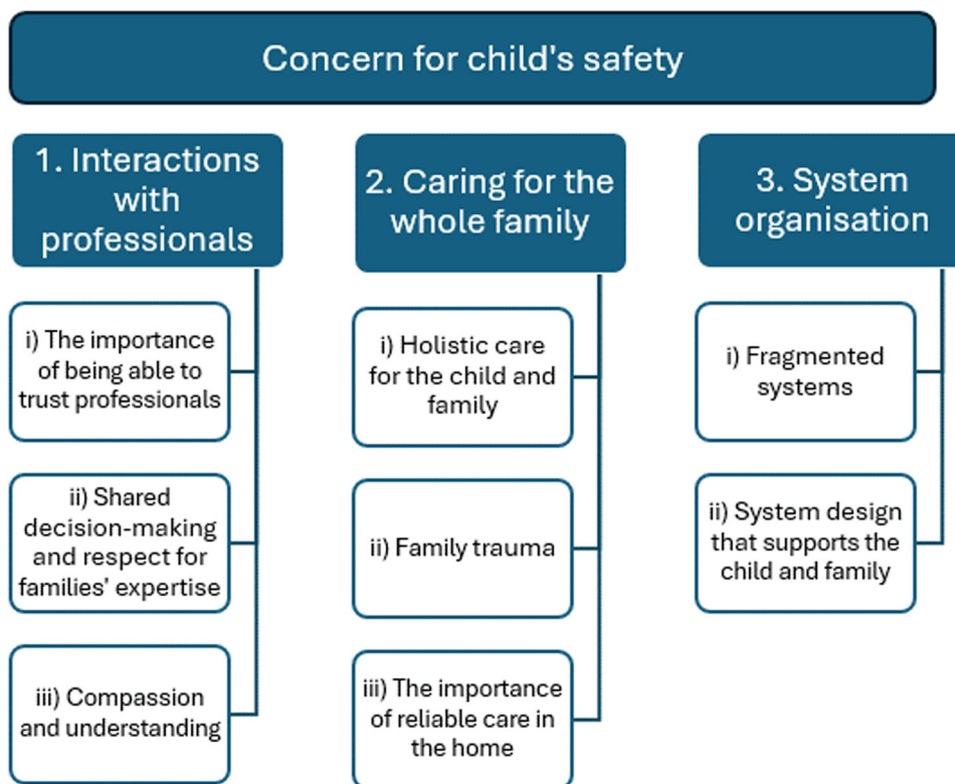 Concern for child's safety
1. Interactions
with
professionals
i) The importance
of being able to
trust professionals
ii) Shared
decision-making
and respect for
families' expertise
iii) Compassion
and understanding
2. Caring for the
whole family
i) Holistic care
for the child and
family
ii) Family trauma
iii) The importance
of reliable care in
the home
3. System
organisation
i) Fragmented
systems
ii) System design
that supports the
child and family